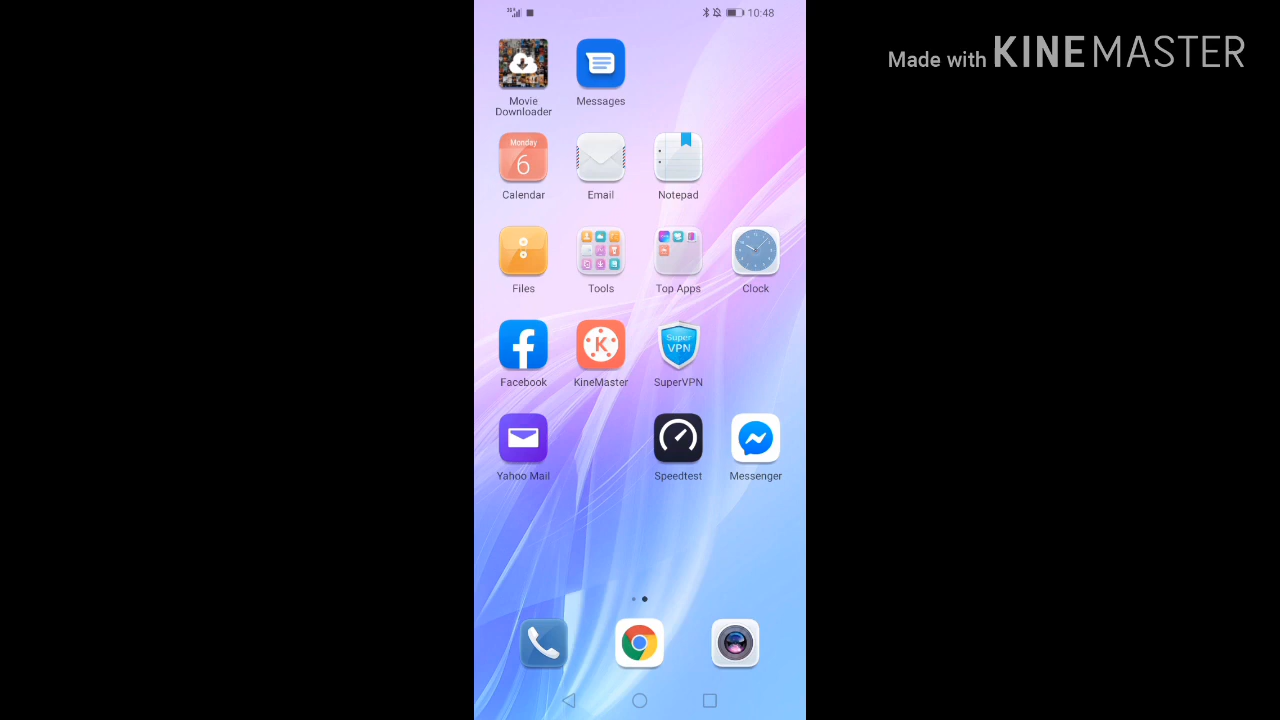 10:48
Made with KINEMASTER
Movie
Downloader
Messages
Monday
6
Calendar
Email
Notepad
Files
Tools
Top Apps
Clock
Facebook
KineMaster
Super
VPN
SuperVPN
Yahoo Mail
Speedtest
Messenger